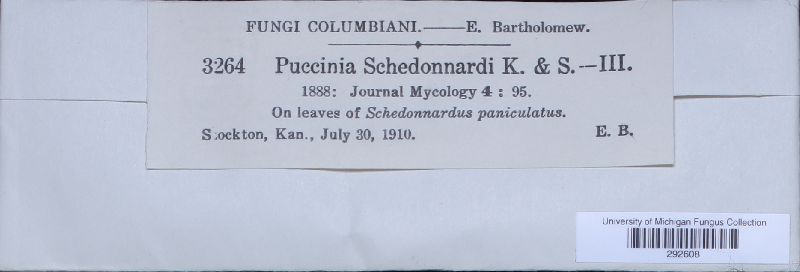 FUNGI COLUMBIANI.——E. Bartholomew.
3264 Puccinia Schedonnardi K. & S.—III.
1888: Journal Mycology 4 : 95.
On leaves of Schedonnardus paniculatus.
Stockton, Kan., July 30, 1910. E. B.
University of Michigan Fungus Collection
292608